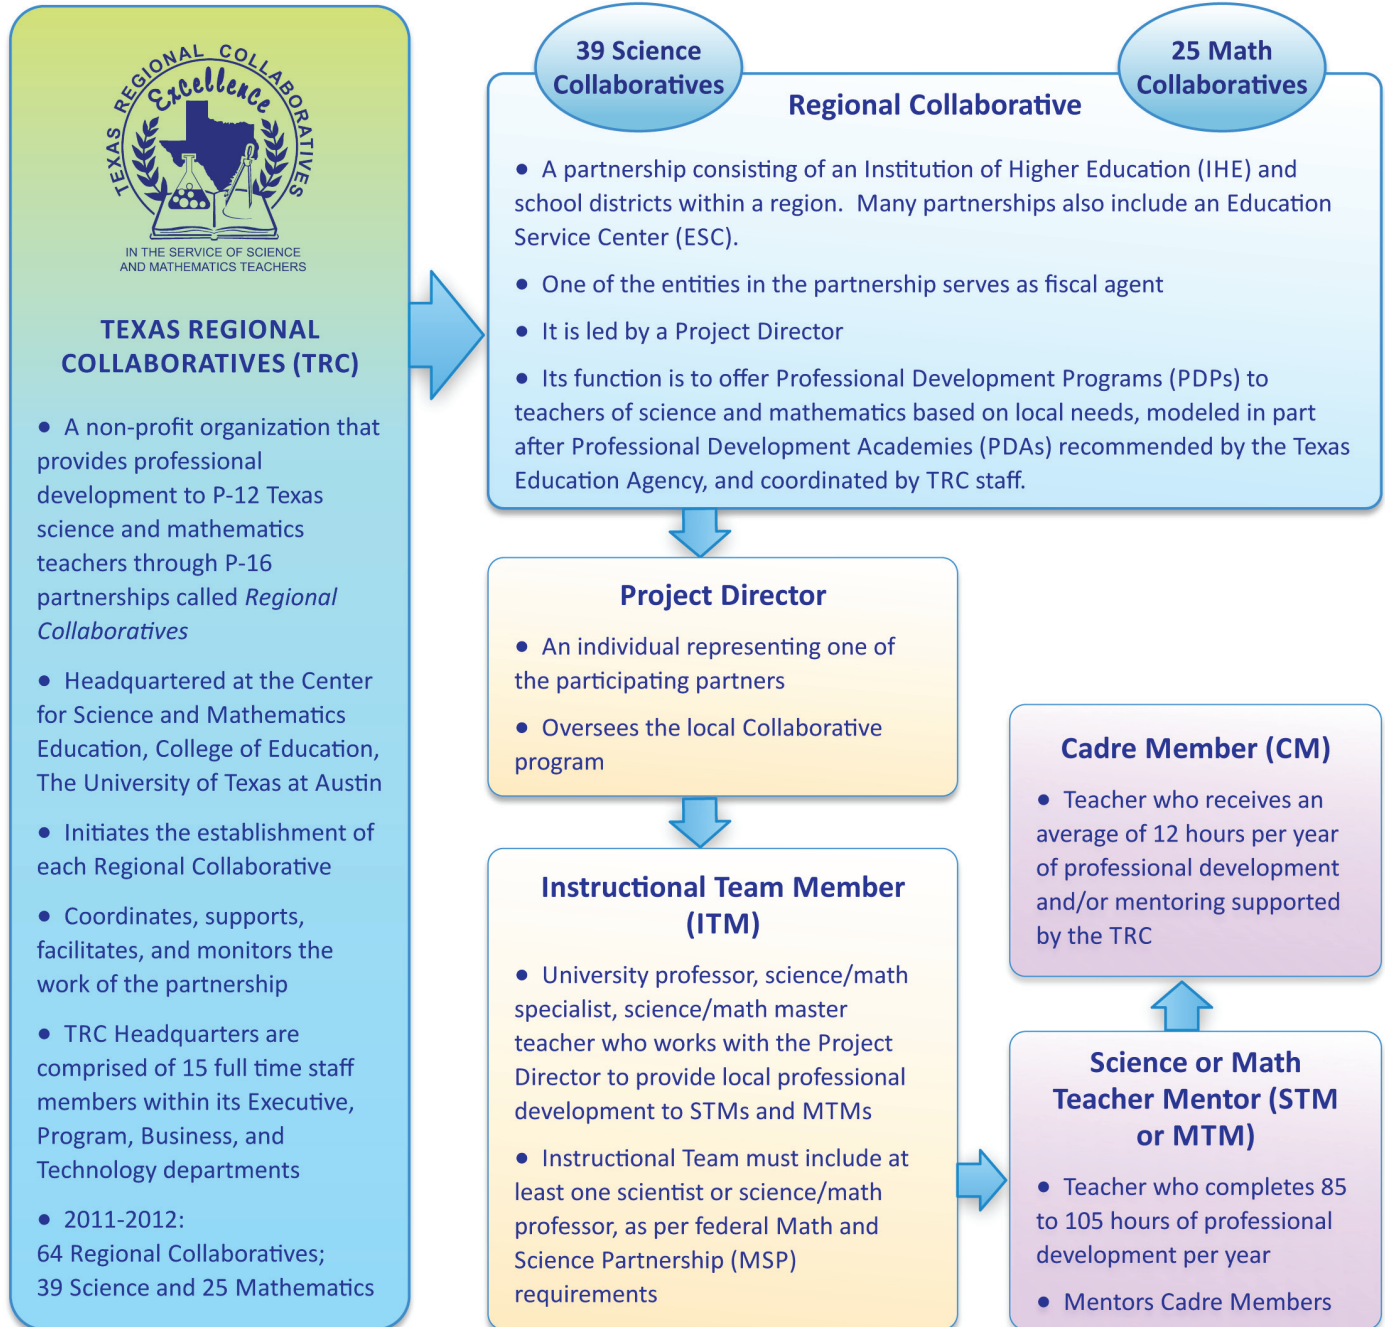 TEXAS REGIONAL COLLABORATIVES
Excellence
IN THE SERVICE OF SCIENCE
AND MATHEMATICS TEACHERS
TEXAS REGIONAL
COLLABORATIVES (TRC)
● A non-profit organization that
provides professional
development to P-12 Texas
science and mathematics
teachers through P-16
partnerships called Regional
Collaboratives
● Headquartered at the Center
for Science and Mathematics
Education, College of Education,
The University of Texas at Austin
● Initiates the establishment of
each Regional Collaborative
● Coordinates, supports,
facilitates, and monitors the
work of the partnership
● TRC Headquarters are
comprised of 15 full time staff
members within its Executive,
Program, Business, and
Technology departments
● 2011-2012:
64 Regional Collaboratives;
39 Science and 25 Mathematics
39 Science
Collaboratives
25 Math
Collaboratives
Regional Collaborative
● A partnership consisting of an Institution of Higher Education (IHE) and
school districts within a region.  Many partnerships also include an Education
Service Center (ESC).
● One of the entities in the partnership serves as fiscal agent
● It is led by a Project Director
● Its function is to offer Professional Development Programs (PDPs) to
teachers of science and mathematics based on local needs, modeled in part
after Professional Development Academies (PDAs) recommended by the Texas
Education Agency, and coordinated by TRC staff.
Project Director
● An individual representing one of
the participating partners
● Oversees the local Collaborative
program
Instructional Team Member
(ITM)
● University professor, science/math
specialist, science/math master
teacher who works with the Project
Director to provide local professional
development to STMs and MTMs
● Instructional Team must include at
least one scientist or science/math
professor, as per federal Math and
Science Partnership (MSP)
requirements
Science or Math
Teacher Mentor (STM
or MTM)
● Teacher who completes 85
to 105 hours of professional
development per year
● Mentors Cadre Members
Cadre Member (CM)
● Teacher who receives an
average of 12 hours per year
of professional development
and/or mentoring supported
by the TRC